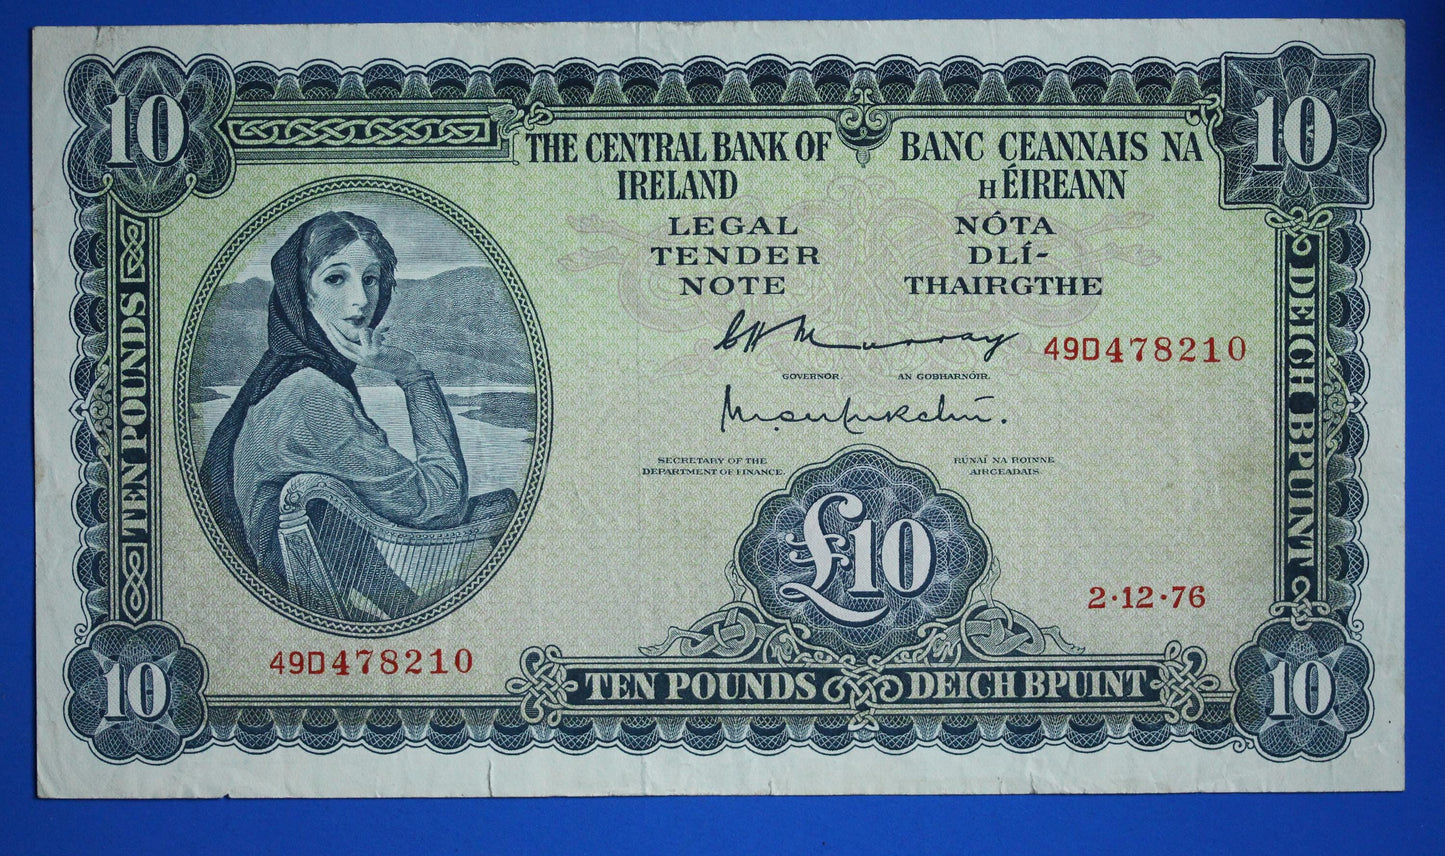 10
10
THE CENTRAL BANK OF
IRELAND
BANC CEANNAIS NA
hÉIREANN
LEGAL
TENDER
NOTE
NÓTA
DLÍ-
THAIRGTHE
C H Murray
49D478210
GOVERNOR.
AN GOBHARNÓIR.
SECRETARY OF THE
DEPARTMENT OF FINANCE.
RÚNAÍ NA ROINNE
AIRGEADAIS.
TEN POUNDS
DEICH BPUINT
£10
2·12·76
49D478210
10
TEN POUNDS
DEICH BPUINT
10